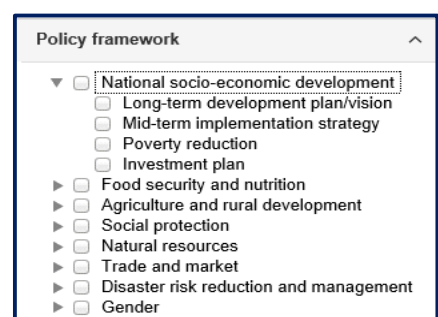 Policy framework
National socio-economic development
Long-term development plan/vision
Mid-term implementation strategy
Poverty reduction
Investment plan
Food security and nutrition
Agriculture and rural development
Social protection
Natural resources
Trade and market
Disaster risk reduction and management
Gender